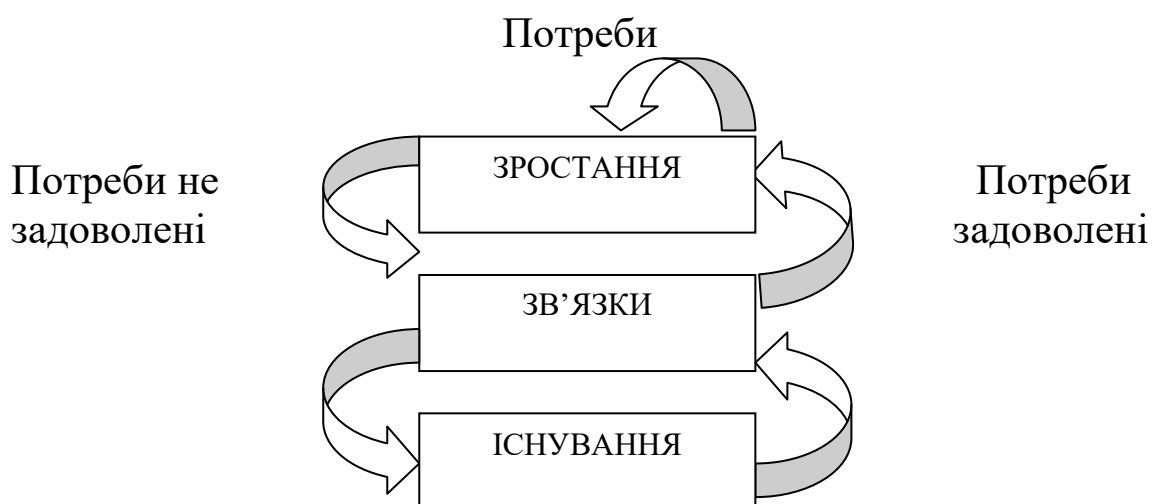 Потреби
ЗРОСТАННЯ
Потреби не
задоволені
Потреби
задоволені
ЗВ’ЯЗКИ
ІСНУВАННЯ